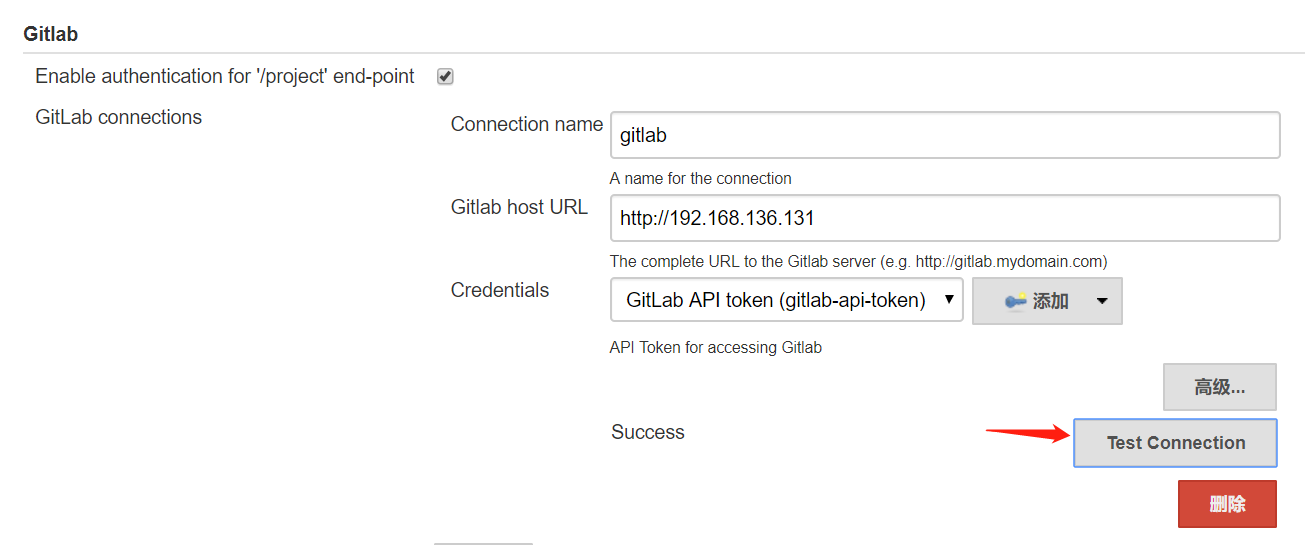 Gitlab
Enable authentication for '/project' end-point
GitLab connections
Connection name
gitlab
A name for the connection
Gitlab host URL
http://192.168.136.131
The complete URL to the Gitlab server (e.g. http://gitlab.mydomain.com)
Credentials
GitLab API token (gitlab-api-token)
添加
API Token for accessing Gitlab
高级...
Success
Test Connection
删除